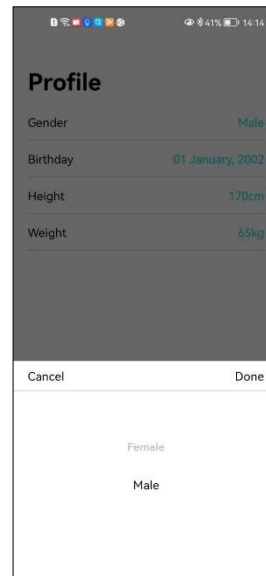 41% 14:14
Profile
Gender Male
Birthday 01 January, 2002
Height 170cm
Weight 65kg
Cancel Done
Female
Male